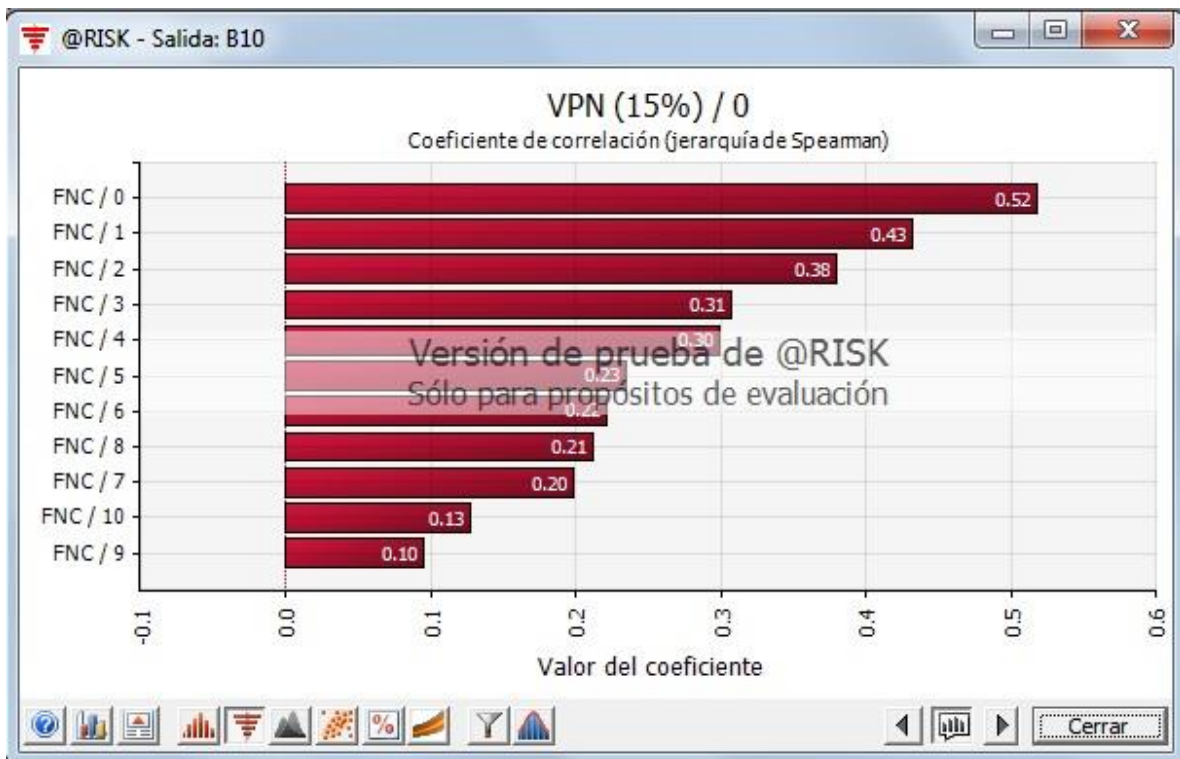 @RISK - Salida: B10
VPN (15%) / 0
Coeficiente de correlación (jerarquía de Spearman)
FNC / 0
0.52
FNC / 1
0.43
FNC / 2
0.38
FNC / 3
0.31
FNC / 4
0.30
Versión de prueba de @RISK
FNC / 5
0.23
Sólo para propósitos de evaluación
FNC / 6
0.22
FNC / 8
0.21
FNC / 7
0.20
FNC / 10
0.13
FNC / 9
0.10
-0.1
0.0
0.1
0.2
0.3
0.4
0.5
0.6
Valor del coeficiente
Cerrar